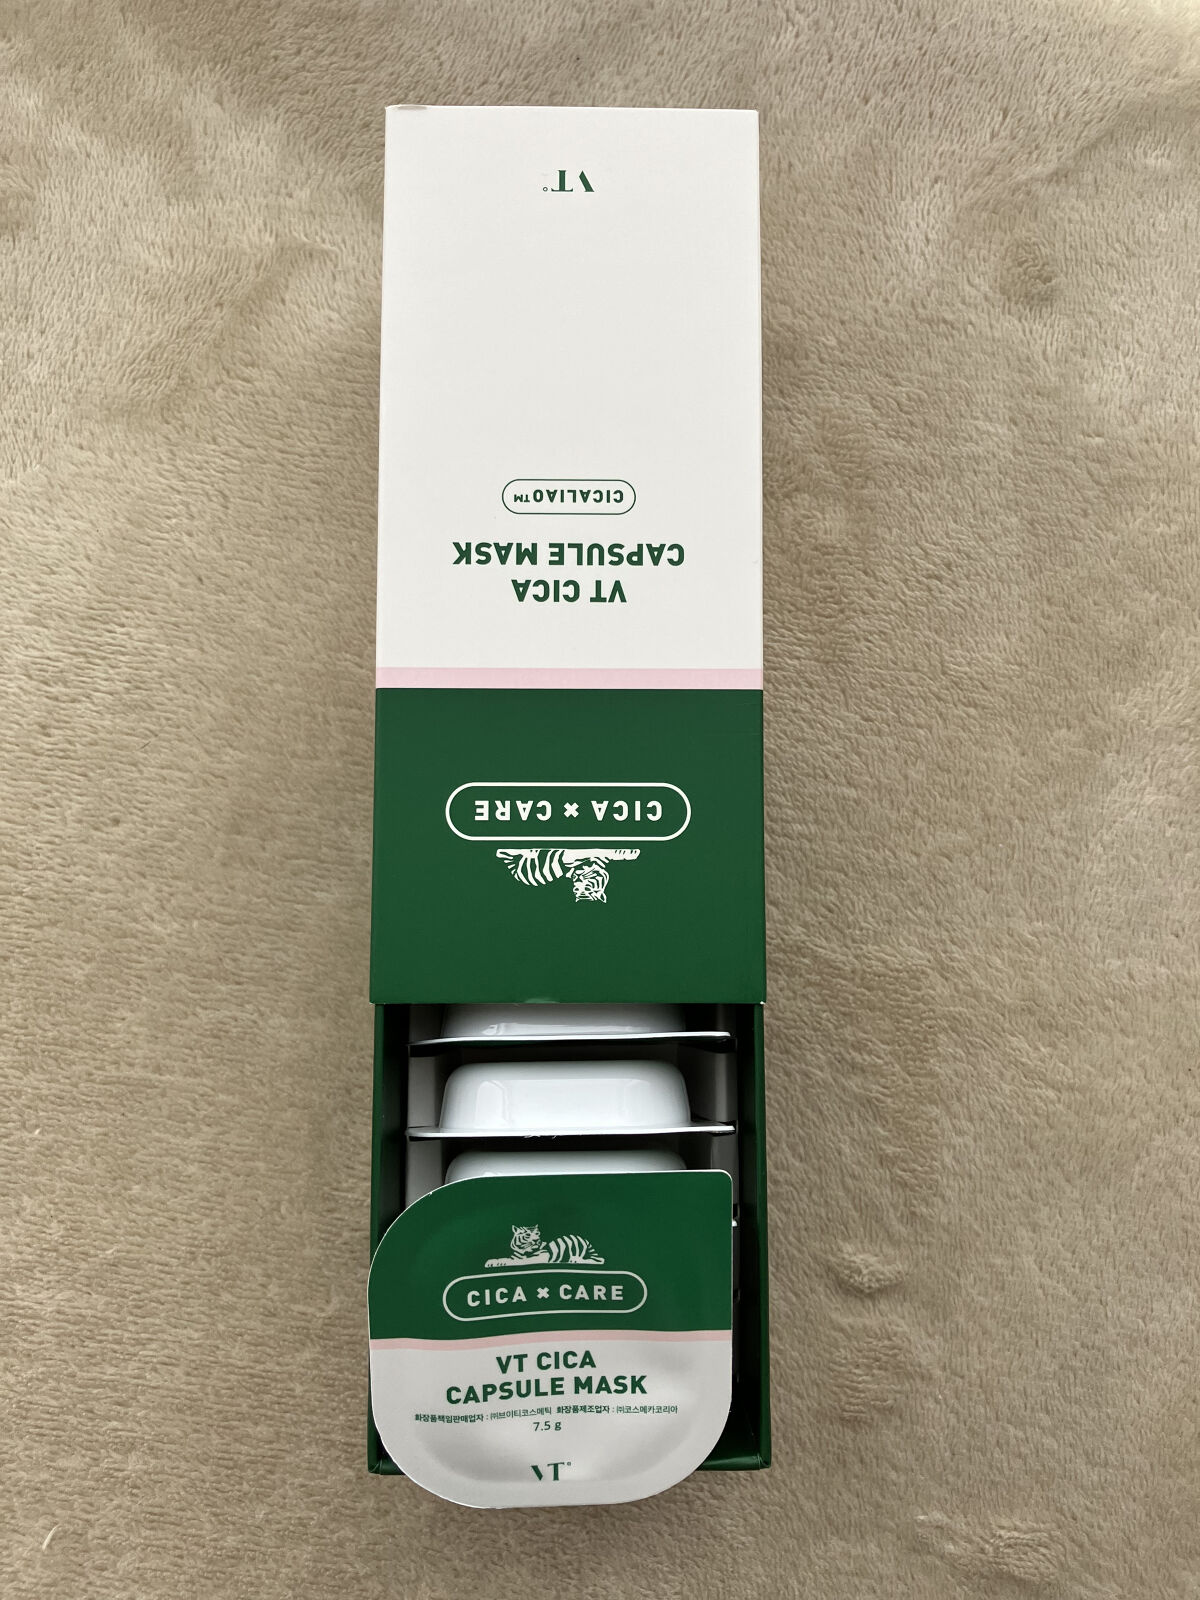 VT
CICALIAO™
VT CICA
CAPSULE MASK
CICA × CARE
CICA × CARE
VT CICA
CAPSULE MASK
화장품책임판매업자 : ㈜브이티코스메틱 화장품제조업자 : ㈜코스메카코리아
7.5 g
VT